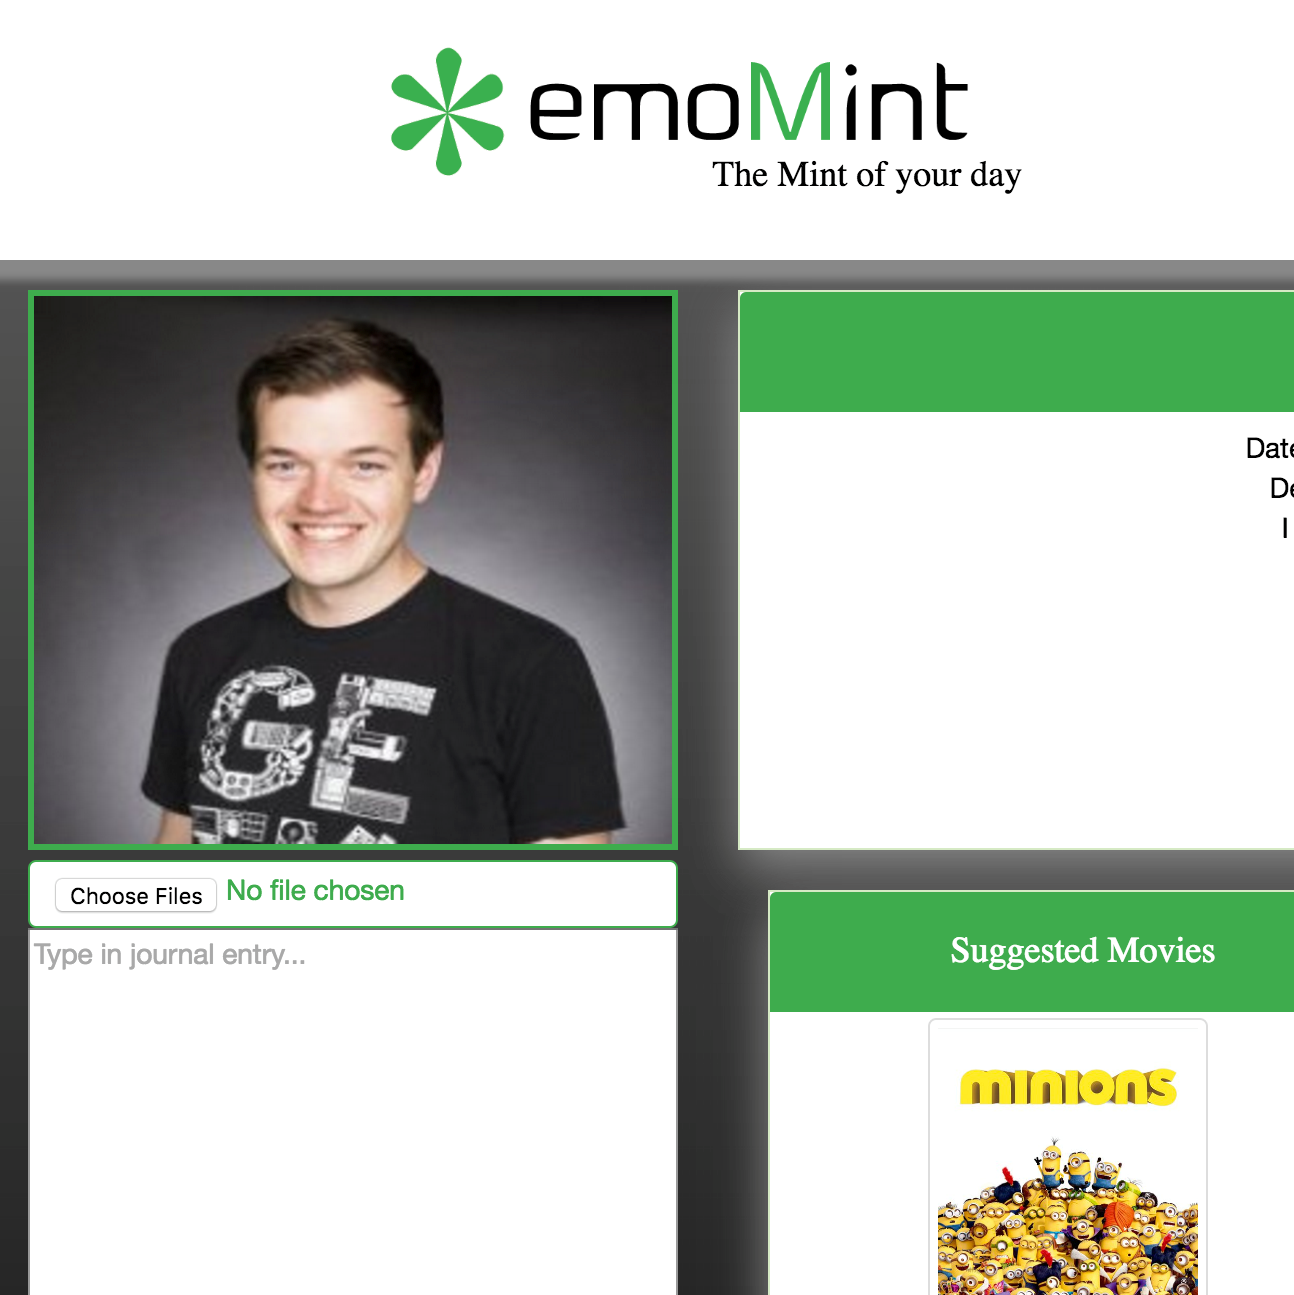 emoMint
The Mint of your day
GE
Date
De
I
Choose Files No file chosen
Type in journal entry...
Suggested Movies
minions